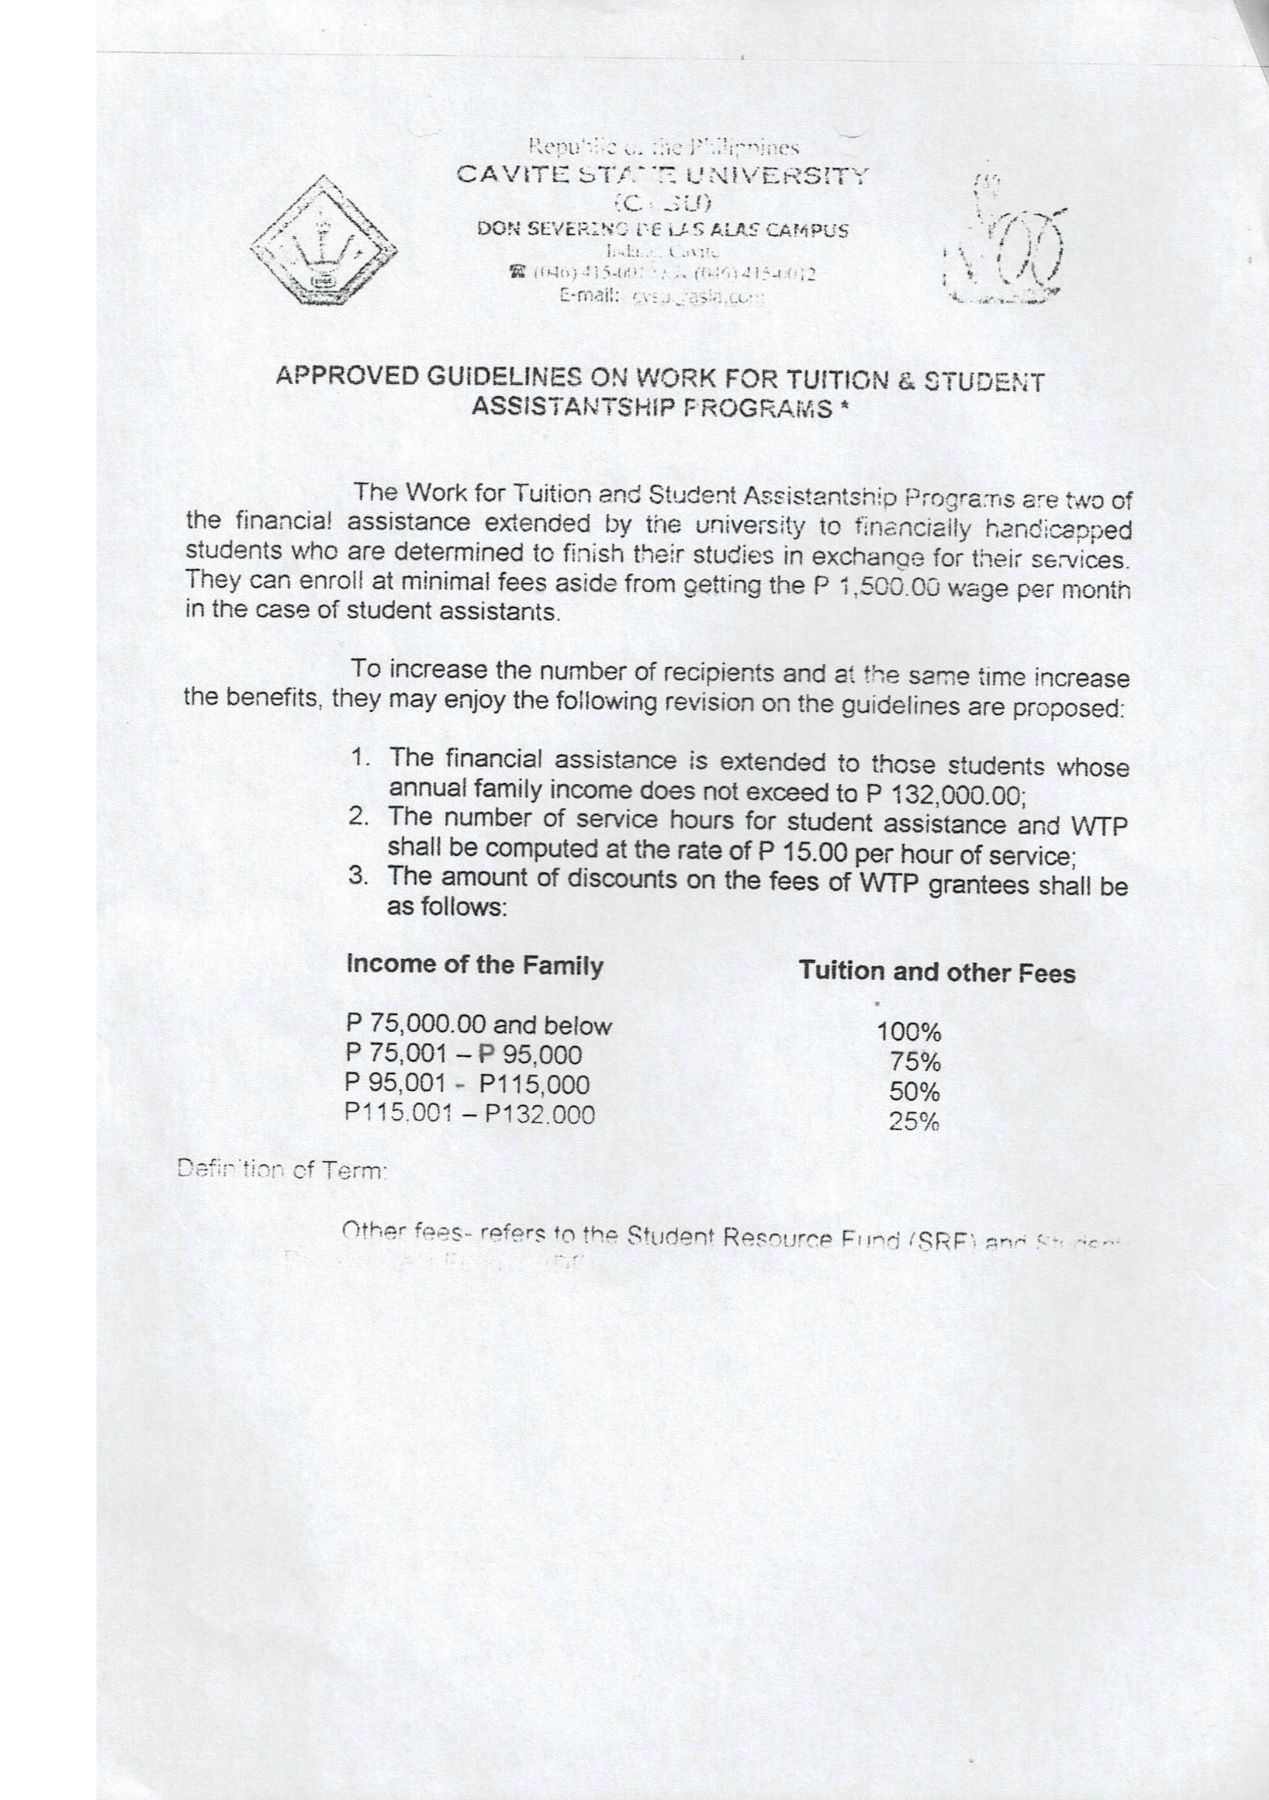 Republic of the Philippines
CAVITE STATE UNIVERSITY
(CvSU)
DON SEVERINO DE LAS ALAS CAMPUS
Indang, Cavite
☎ (046) 415-0012
E-mail:
APPROVED GUIDELINES ON WORK FOR TUITION & STUDENT
ASSISTANTSHIP PROGRAMS *
The Work for Tuition and Student Assistantship Programs are two of
the financial assistance extended by the university to financially handicapped
students who are determined to finish their studies in exchange for their services.
They can enroll at minimal fees aside from getting the P 1,500.00 wage per month
in the case of student assistants.
To increase the number of recipients and at the same time increase
the benefits, they may enjoy the following revision on the guidelines are proposed:
1. The financial assistance is extended to those students whose
annual family income does not exceed to P 132,000.00;
2. The number of service hours for student assistance and WTP
shall be computed at the rate of P 15.00 per hour of service;
3. The amount of discounts on the fees of WTP grantees shall be
as follows:
Income of the Family Tuition and other Fees
P 75,000.00 and below 100%
P 75,001 – P 95,000 75%
P 95,001 - P115,000 50%
P115.001 – P132.000 25%
Definition of Term:
Other fees- refers to the Student Resource Fund (SRF) and Student